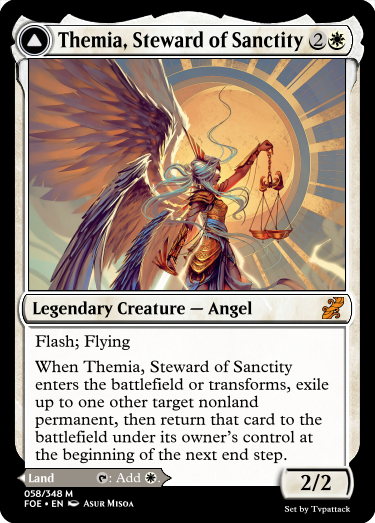 Themia, Steward of Sanctity 2
Legendary Creature — Angel
Flash; Flying
When Themia, Steward of Sanctity
enters the battlefield or transforms, exile
up to one other target nonland
permanent, then return that card to the
battlefield under its owner's control at
the beginning of the next end step.
Land : Add .
2/2
058/348 M
FOE • EN Asur Misoa
Set by Tvpattack